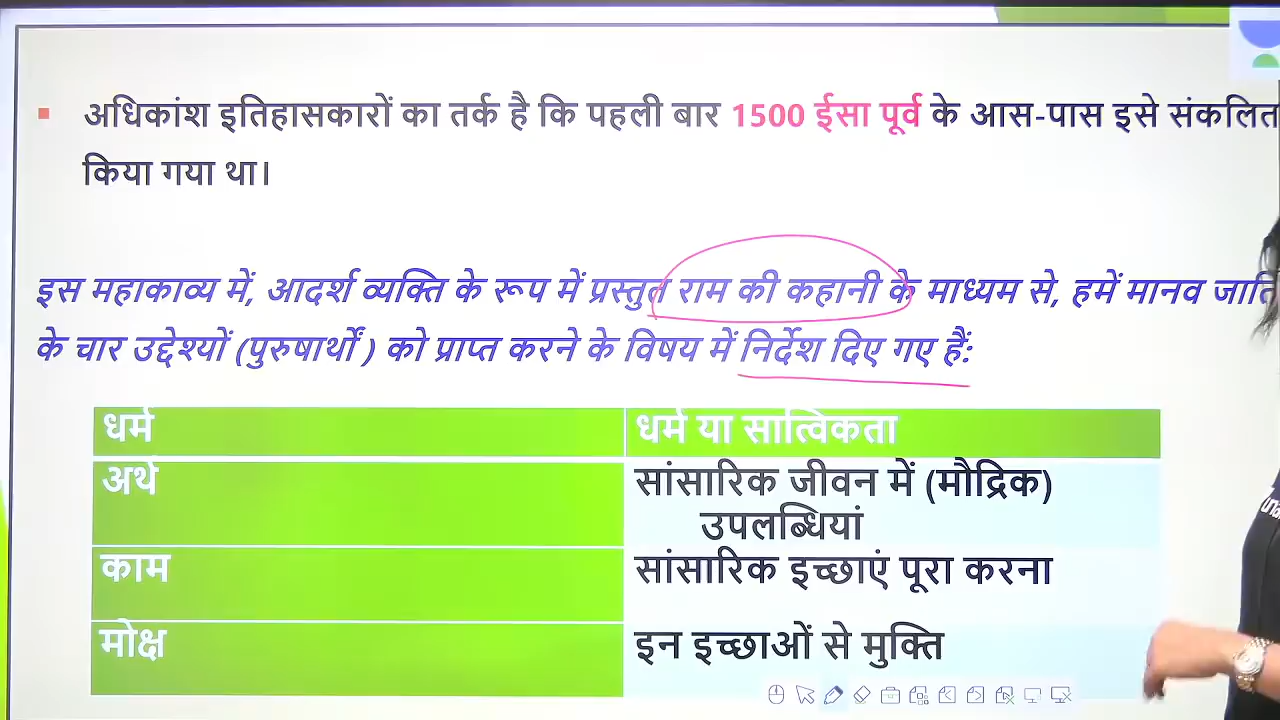 अधिकांश इतिहासकारों का तर्क है कि पहली बार 1500 ईसा पूर्व के आस-पास इसे संकलित
किया गया था।
इस महाकाव्य में, आदर्श व्यक्ति के रूप में प्रस्तुत राम की कहानी के माध्यम से, हमें मानव जाति
के चार उद्देश्यों (पुरुषार्थों ) को प्राप्त करने के विषय में निर्देश दिए गए हैं:
धर्म धर्म या सात्विकता
अर्थ सांसारिक जीवन में (मौद्रिक)
उपलब्धियां
काम सांसारिक इच्छाएं पूरा करना
मोक्ष इन इच्छाओं से मुक्ति